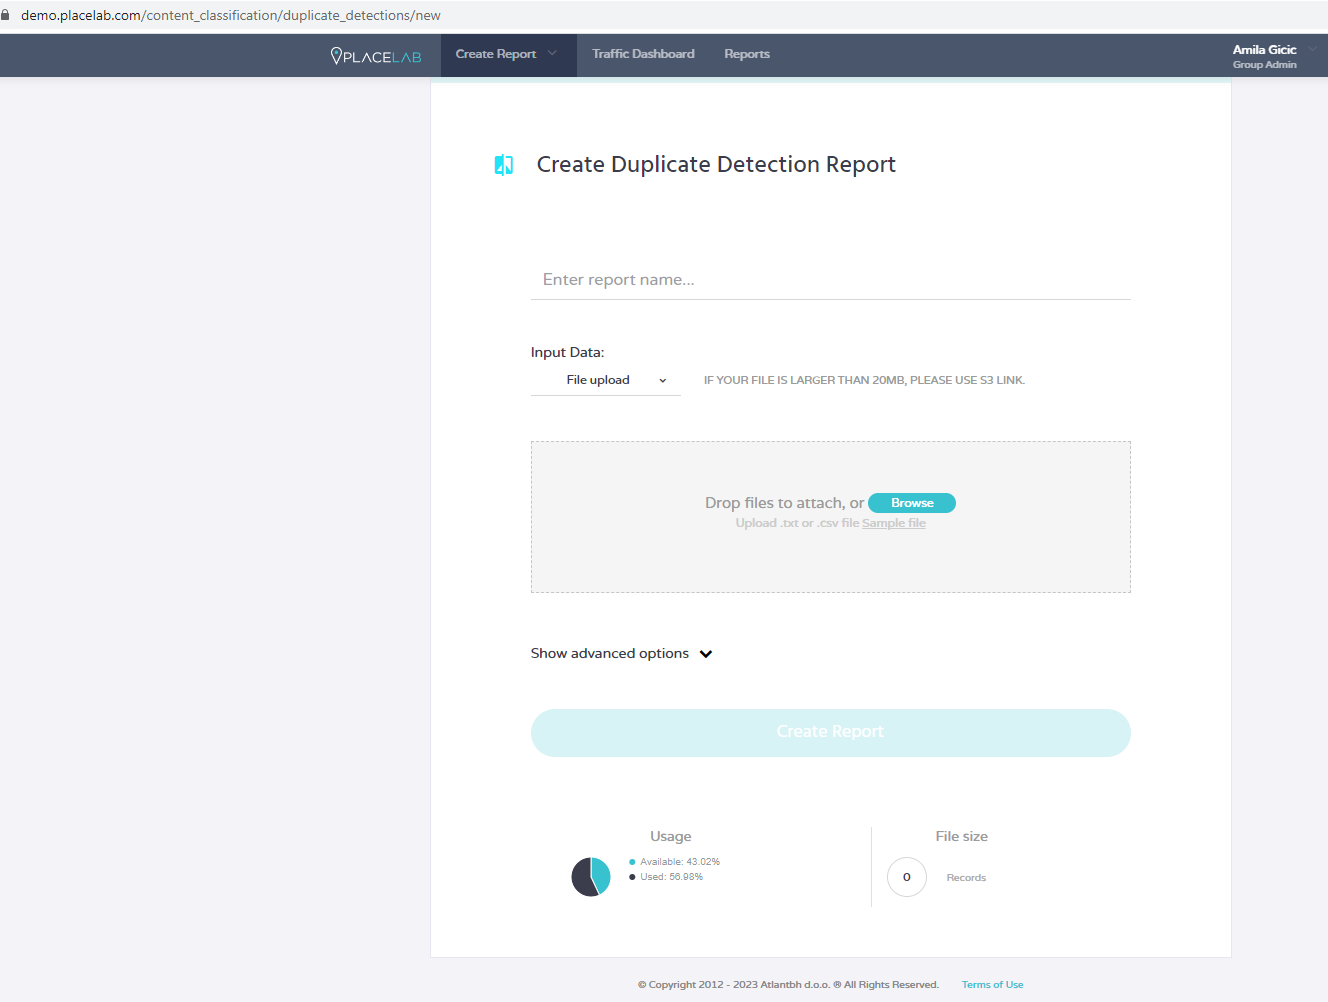 demo.placelab.com/content_classification/duplicate_detections/new
PLACELAB
Create Report
Traffic Dashboard
Reports
Amila Gicic
Group Admin
Create Duplicate Detection Report
Enter report name...
Input Data:
File upload
IF YOUR FILE IS LARGER THAN 20MB, PLEASE USE S3 LINK.
Drop files to attach, or Browse
Upload .txt or .csv file Sample file
Show advanced options
Create Report
Usage
Available: 43.02%
Used: 56.98%
File size
0
Records
© Copyright 2012 - 2023 Atlantbh d.o.o. ® All Rights Reserved.
Terms of Use